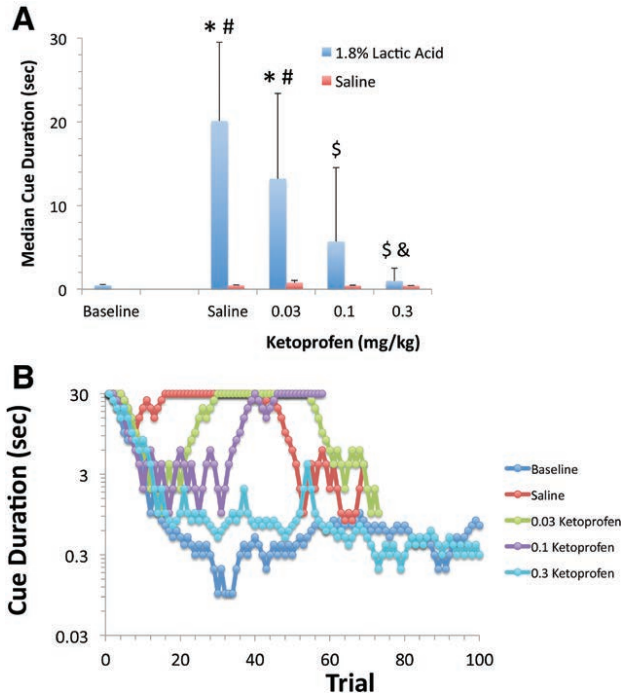 A
30
20
10
0
Median Cue Duration (sec)
* #
* #
$
$ &
1.8% Lactic Acid
Saline
Baseline
Saline
0.03
0.1
0.3
Ketoprofen (mg/kg)
B
30
3
0.3
0.03
Cue Duration (sec)
0
20
40
60
80
100
Trial
Baseline
Saline
0.03 Ketoprofen
0.1 Ketoprofen
0.3 Ketoprofen